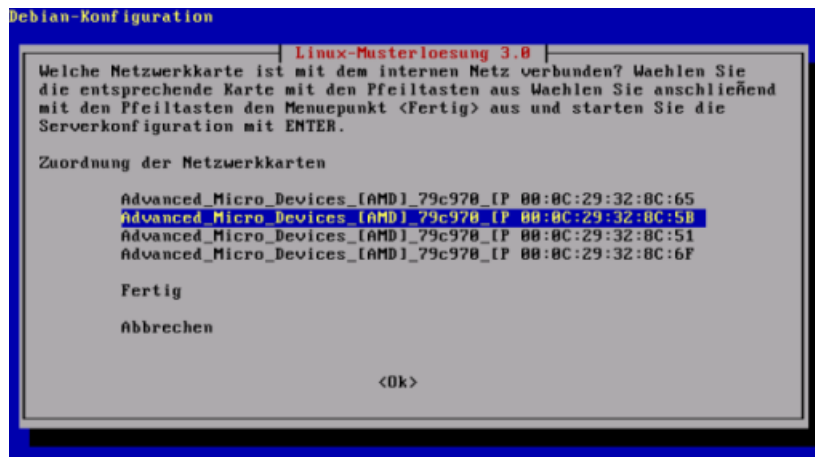 Debian-Konfiguration
Linux-Musterloesung 3.0
Welche Netzwerkkarte ist mit dem internen Netz verbunden? Waehlen Sie
die entsprechende Karte mit den Pfeiltasten aus Waehlen Sie anschließend
mit den Pfeiltasten den Menuepunkt <Fertig> aus und starten Sie die
Serverkonfiguration mit ENTER.
Zuordnung der Netzwerkkarten
Advanced_Micro_Devices_[AMD]_79c970_[P 00:0C:29:32:8C:65
Advanced_Micro_Devices_[AMD]_79c970_[P 00:0C:29:32:8C:5B
Advanced_Micro_Devices_[AMD]_79c970_[P 00:0C:29:32:8C:51
Advanced_Micro_Devices_[AMD]_79c970_[P 00:0C:29:32:8C:6F
Fertig
Abbrechen
<Ok>